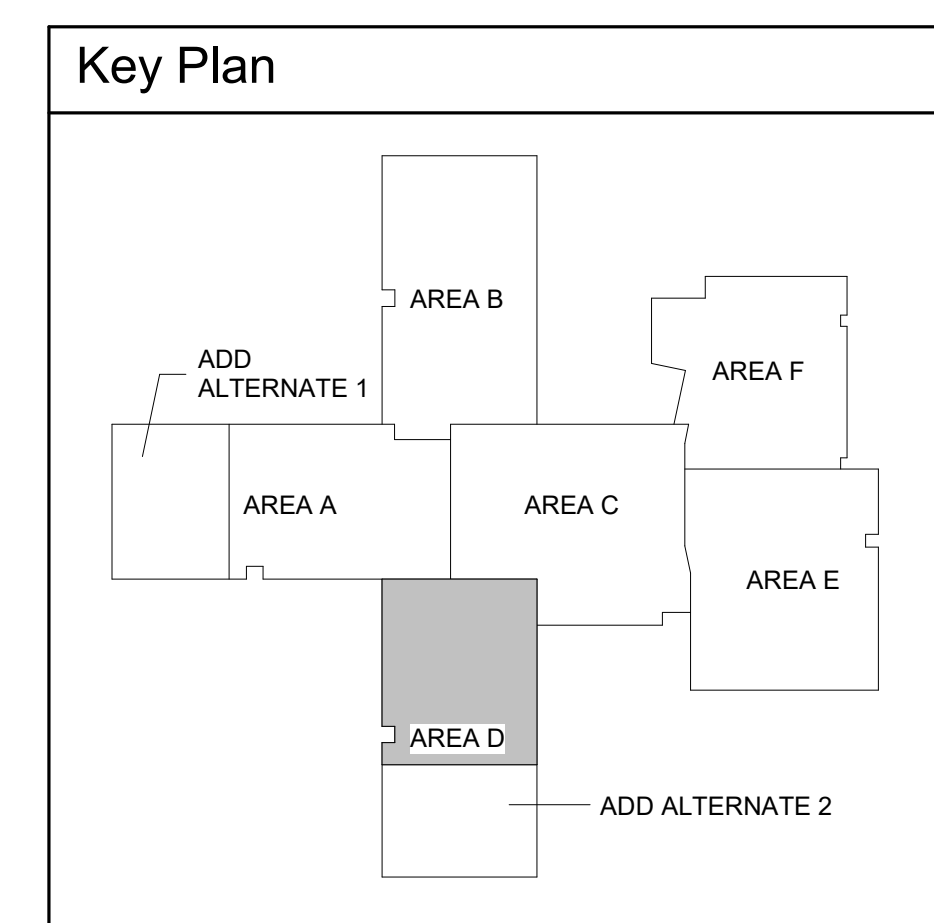 Key Plan
AREA B
ADD
ALTERNATE 1
AREA F
AREA A
AREA C
AREA E
AREA D
ADD ALTERNATE 2